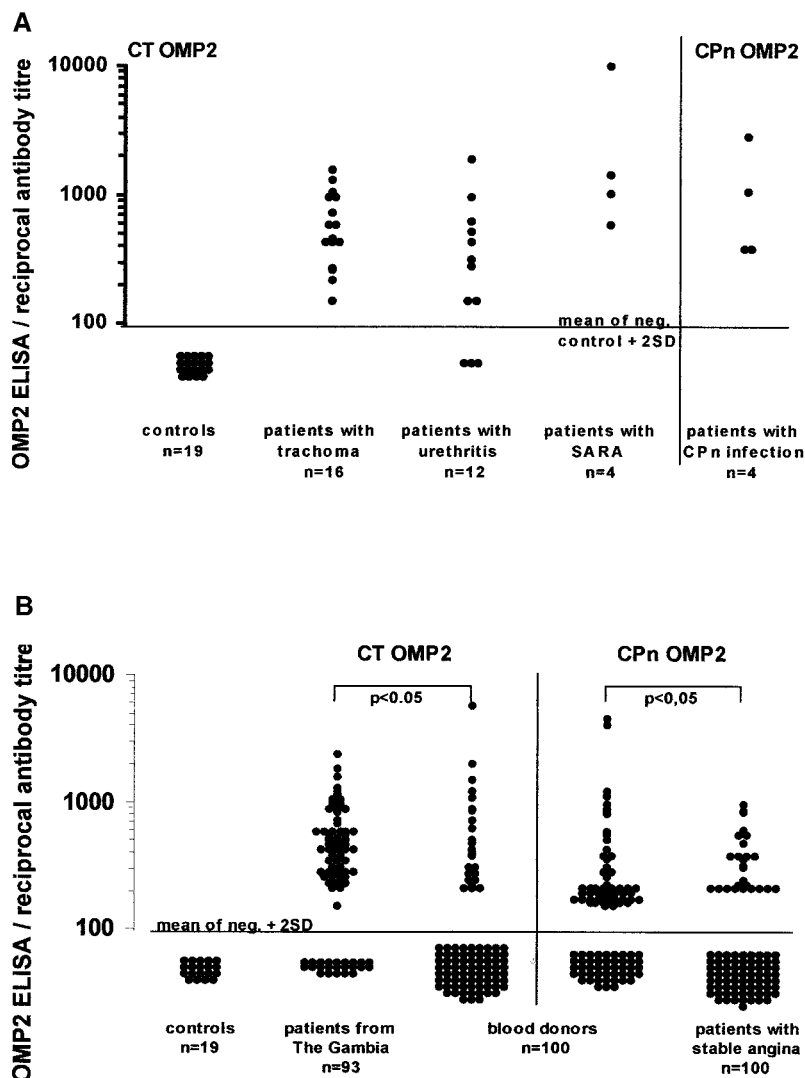 A
CT OMP2
CPn OMP2
OMP2 ELISA / reciprocal antibody titre
10000
1000
100
mean of neg.
control + 2SD
controls
n=19
patients with
trachoma
n=16
patients with
urethritis
n=12
patients with
SARA
n=4
patients with
CPn infection
n=4
B
CT OMP2
CPn OMP2
OMP2 ELISA / reciprocal antibody titre
10000
1000
100
p<0.05
p<0,05
mean of neg. + 2SD
controls
n=19
patients from
The Gambia
n=93
blood donors
n=100
patients with
stable angina
n=100